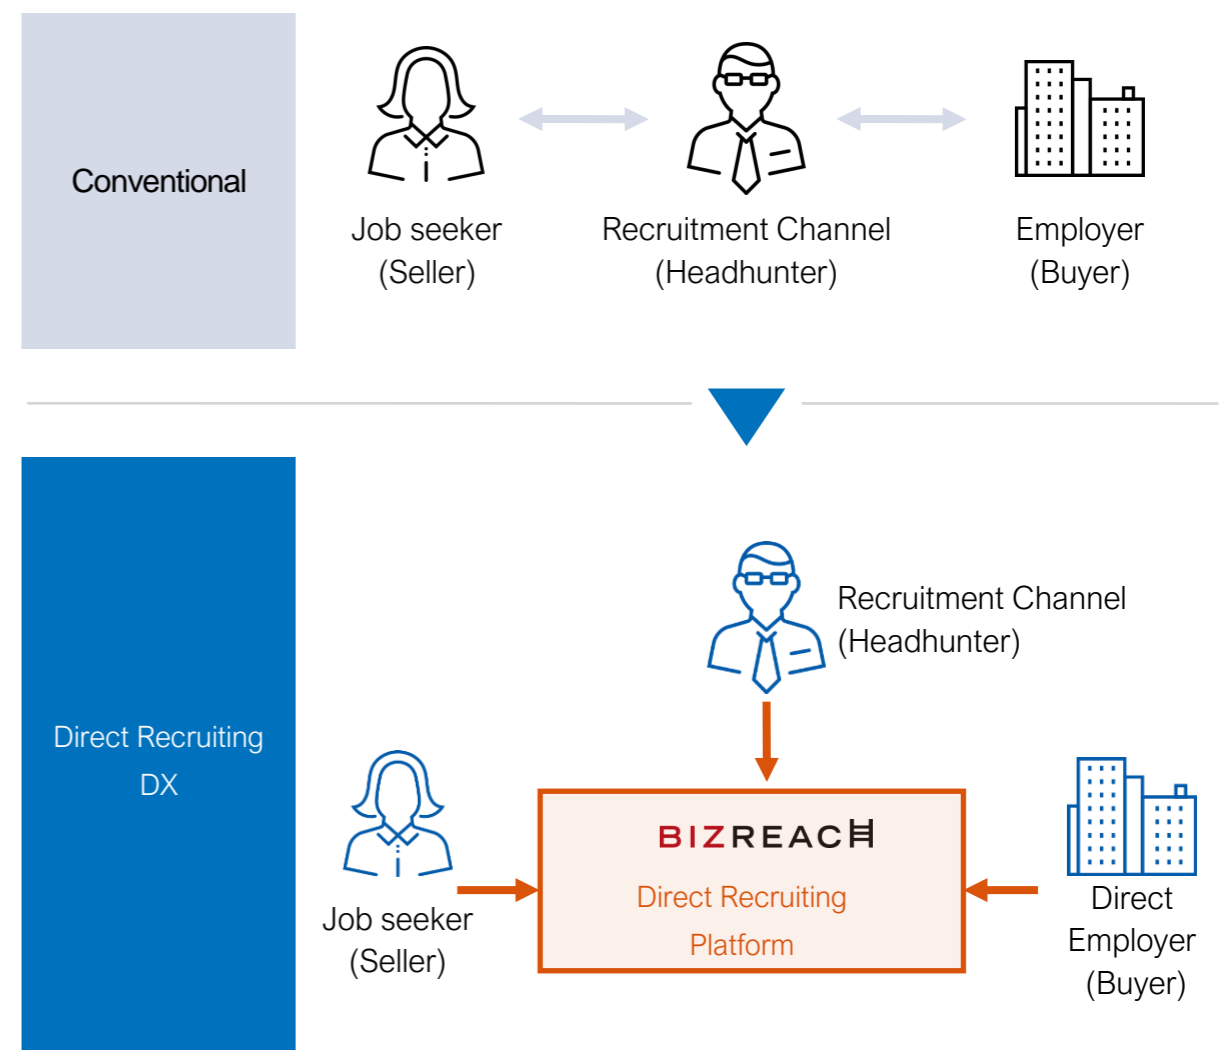 Conventional
Job seeker
(Seller)
Recruitment Channel
(Headhunter)
Employer
(Buyer)
Direct Recruiting
DX
Recruitment Channel
(Headhunter)
Job seeker
(Seller)
BIZREACH
Direct Recruiting
Platform
Direct
Employer
(Buyer)